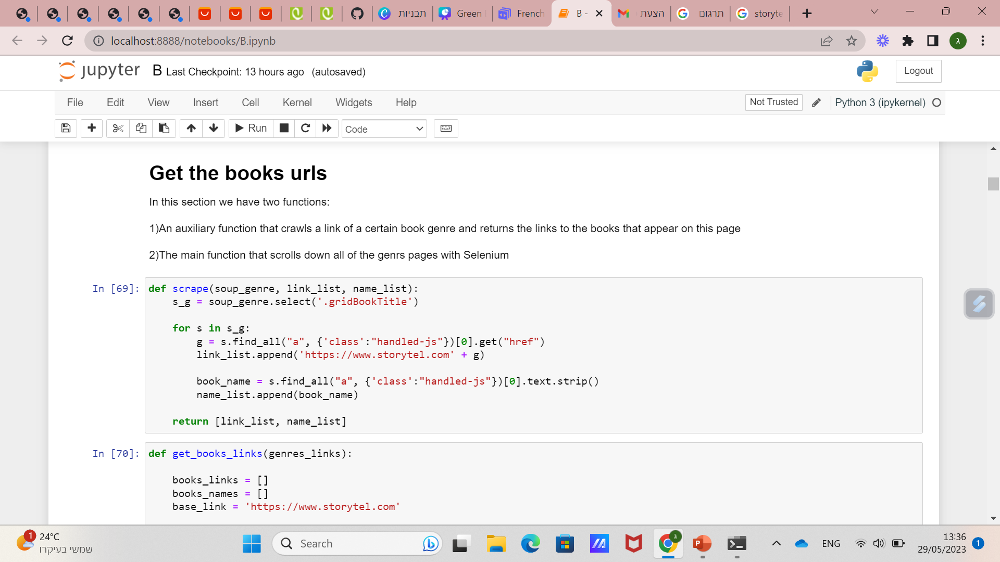 תבניות
Green
French
B -
הצעת
תרגום
storyte
localhost:8888/notebooks/B.ipynb
jupyter B Last Checkpoint: 13 hours ago (autosaved)
Logout
File Edit View Insert Cell Kernel Widgets Help
Not Trusted
Python 3 (ipykernel)
Run
Code
Get the books urls
In this section we have two functions:
1)An auxiliary function that crawls a link of a certain book genre and returns the links to the books that appear on this page
2)The main function that scrolls down all of the genrs pages with Selenium
In [69]:
def scrape(soup_genre, link_list, name_list):
    s_g = soup_genre.select('.gridBookTitle')
    for s in s_g:
        g = s.find_all("a", {'class':"handled-js"})[0].get("href")
        link_list.append('https://www.storytel.com' + g)
        book_name = s.find_all("a", {'class':"handled-js"})[0].text.strip()
        name_list.append(book_name)
    return [link_list, name_list]
In [70]:
def get_books_links(genres_links):
    books_links = []
    books_names = []
    base_link = 'https://www.storytel.com'
1
24°C
שמשי בעיקרו
Search
ENG
13:36
29/05/2023
1